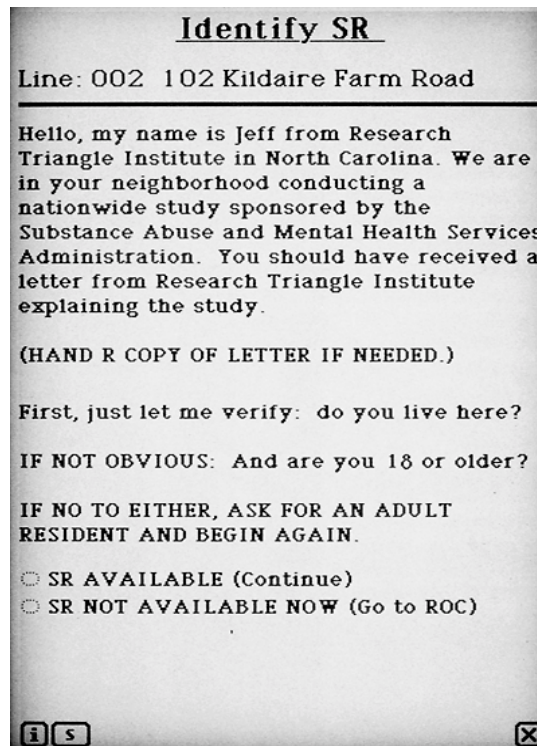 Identify SR
Line: 002 102 Kildaire Farm Road
Hello, my name is Jeff from Research
Triangle Institute in North Carolina. We are
in your neighborhood conducting a
nationwide study sponsored by the
Substance Abuse and Mental Health Services
Administration. You should have received a
letter from Research Triangle Institute
explaining the study.
(HAND R COPY OF LETTER IF NEEDED.)
First, just let me verify: do you live here?
IF NOT OBVIOUS: And are you 18 or older?
IF NO TO EITHER, ASK FOR AN ADULT
RESIDENT AND BEGIN AGAIN.
SR AVAILABLE (Continue)
SR NOT AVAILABLE NOW (Go to ROC)
i S X